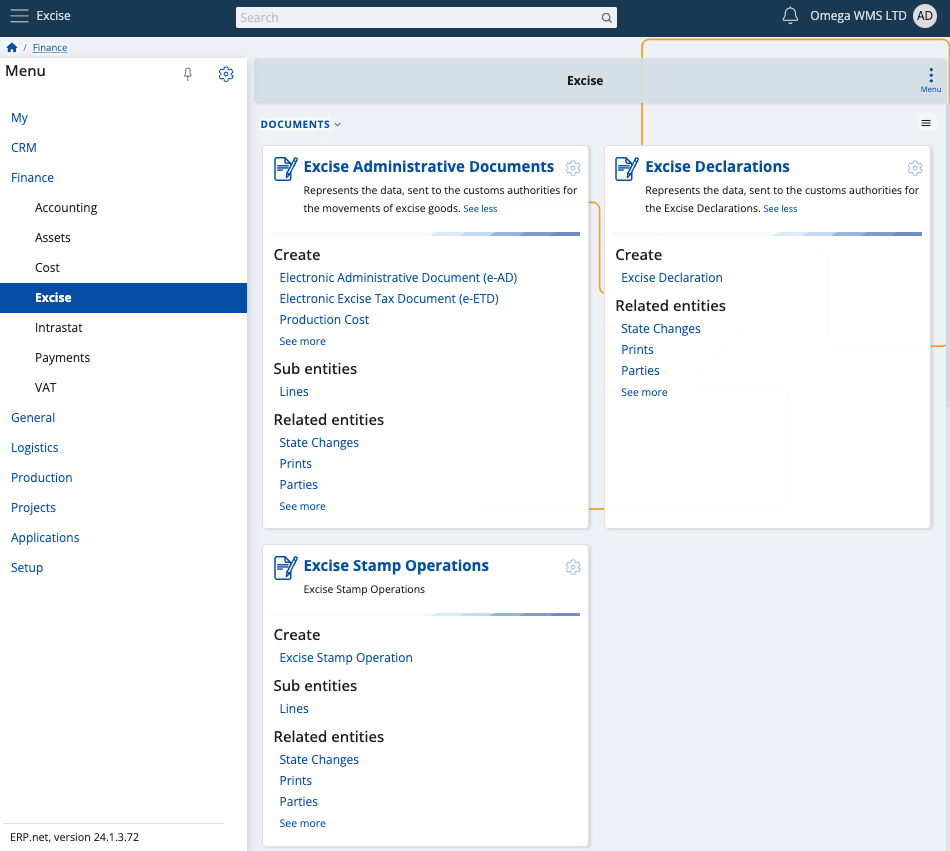 Excise
Search
Omega WMS LTD
AD
/ Finance
Menu
My
CRM
Finance
Accounting
Assets
Cost
Excise
Intrastat
Payments
VAT
General
Logistics
Production
Projects
Applications
Setup
ERP.net, version 24.1.3.72
Excise
Menu
DOCUMENTS
Excise Administrative Documents
Represents the data, sent to the customs authorities for
the movements of excise goods. See less
Create
Electronic Administrative Document (e-AD)
Electronic Excise Tax Document (e-ETD)
Production Cost
See more
Sub entities
Lines
Related entities
State Changes
Prints
Parties
See more
Excise Declarations
Represents the data, sent to the customs authorities for
the Excise Declarations. See less
Create
Excise Declaration
Related entities
State Changes
Prints
Parties
See more
Excise Stamp Operations
Excise Stamp Operations
Create
Excise Stamp Operation
Sub entities
Lines
Related entities
State Changes
Prints
Parties
See more